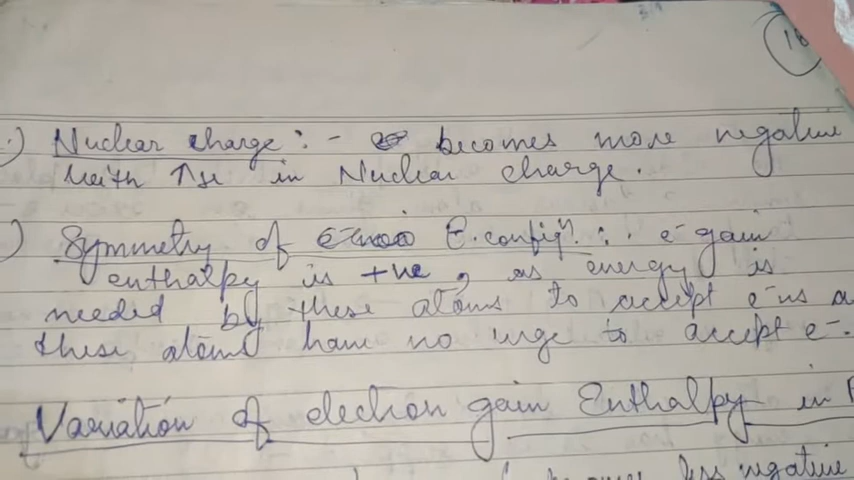 18
.) Nuclear charge : - becomes more negative
with ↑se in Nuclear charge.
) Symmetry of E. configⁿ. : . e⁻ gain
enthalpy is +ve , as energy is
needed by these atoms to accept e⁻ns a
these atoms have no urge to accept e⁻.
Variation of electron gain Enthalpy in P
less negative